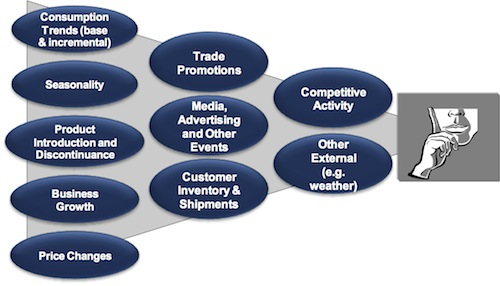 Consumption
Trends (base
& incremental)
Seasonality
Product
Introduction and
Discontinuance
Business
Growth
Price Changes
Trade
Promotions
Media,
Advertising
and Other
Events
Customer
Inventory &
Shipments
Competitive
Activity
Other
External
(e.g.
weather)